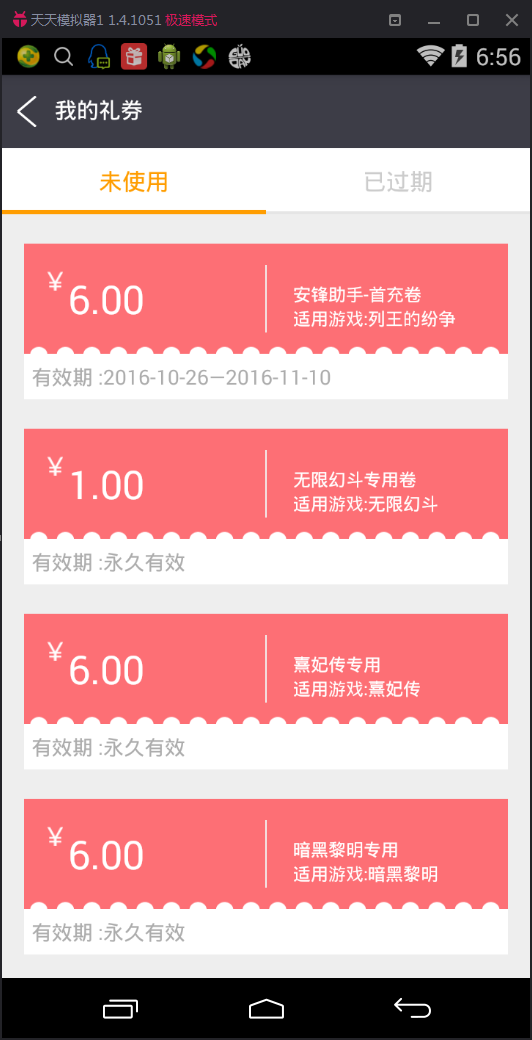 天天模拟器1 1.4.1051 极速模式
6:56
我的礼券
未使用
已过期
¥6.00
安锋助手-首充卷
适用游戏:列王的纷争
有效期 :2016-10-26—2016-11-10
¥1.00
无限幻斗专用卷
适用游戏:无限幻斗
有效期 :永久有效
¥6.00
熹妃传专用
适用游戏:熹妃传
有效期 :永久有效
¥6.00
暗黑黎明专用
适用游戏:暗黑黎明
有效期 :永久有效